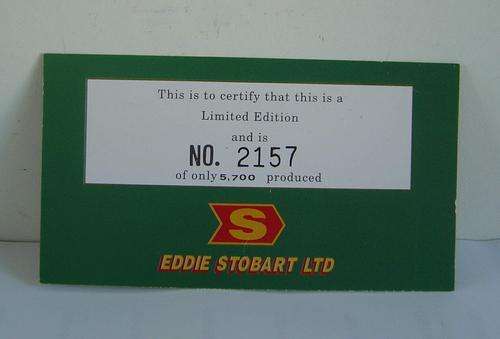 This is to certify that this is a
Limited Edition
and is
NO. 2157
of only 5,700 produced
S
EDDIE STOBART LTD